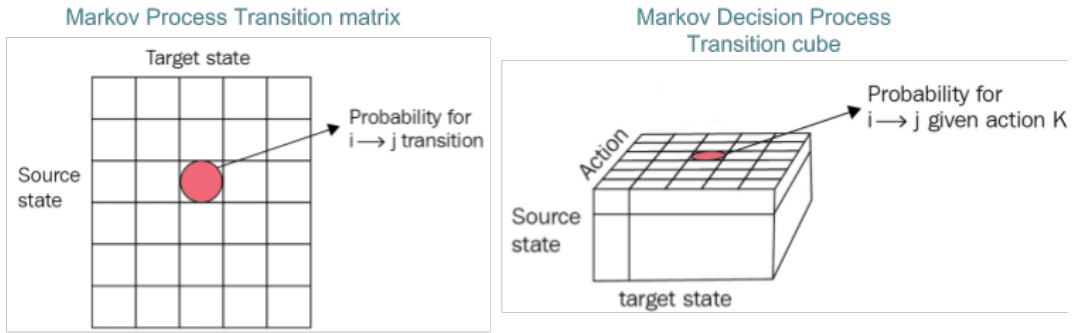 Markov Process Transition matrix
Target state
Probability for
i → j transition
Source
state
Markov Decision Process
Transition cube
Probability for
i → j given action K
Action
Source
state
target state